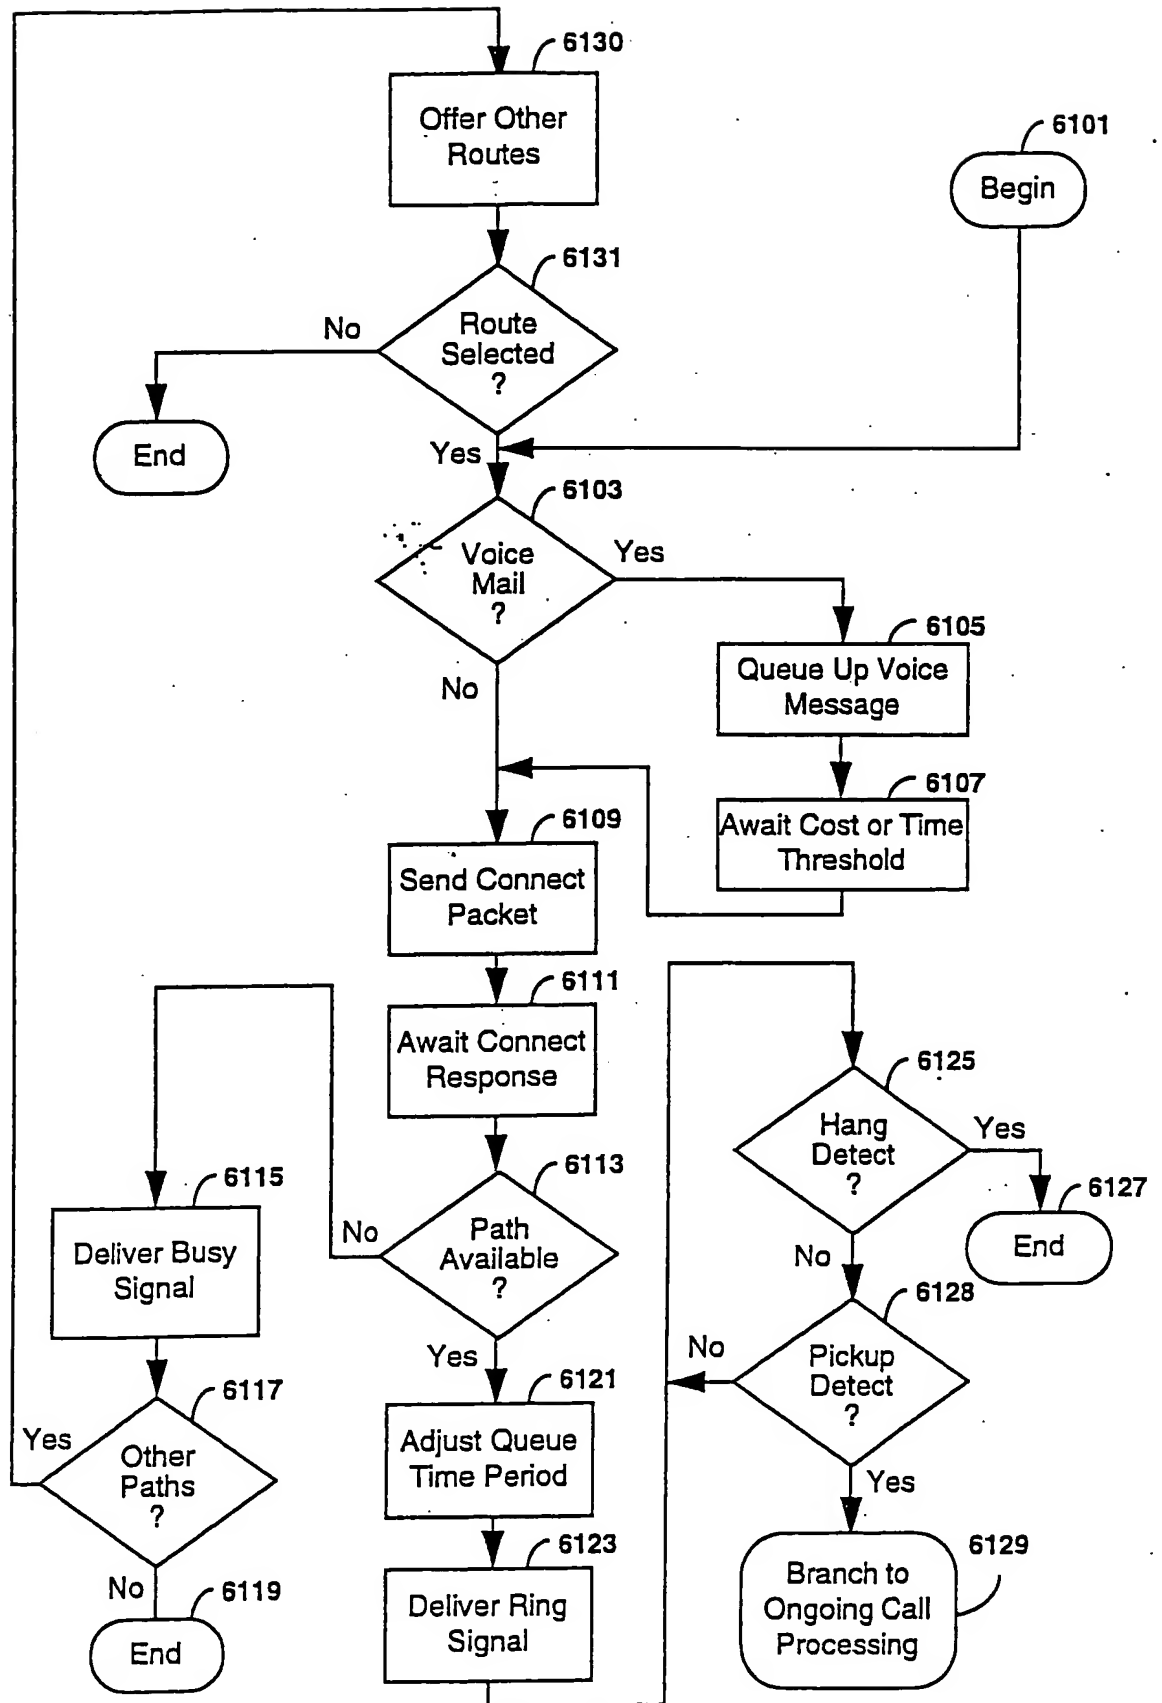 6130
Offer Other
Routes
6101
Begin
6131
Route
Selected
?
No
End
Yes
6103
Voice
Mail
?
Yes
No
6105
Queue Up Voice
Message
6107
Await Cost or Time
Threshold
6109
Send Connect
Packet
6111
Await Connect
Response
6113
Path
Available
?
No
Yes
6115
Deliver Busy
Signal
6117
Other
Paths
?
Yes
No
6119
End
6121
Adjust Queue
Time Period
6123
Deliver Ring
Signal
6125
Hang
Detect
?
Yes
6127
End
No
6128
Pickup
Detect
?
No
Yes
6129
Branch to
Ongoing Call
Processing